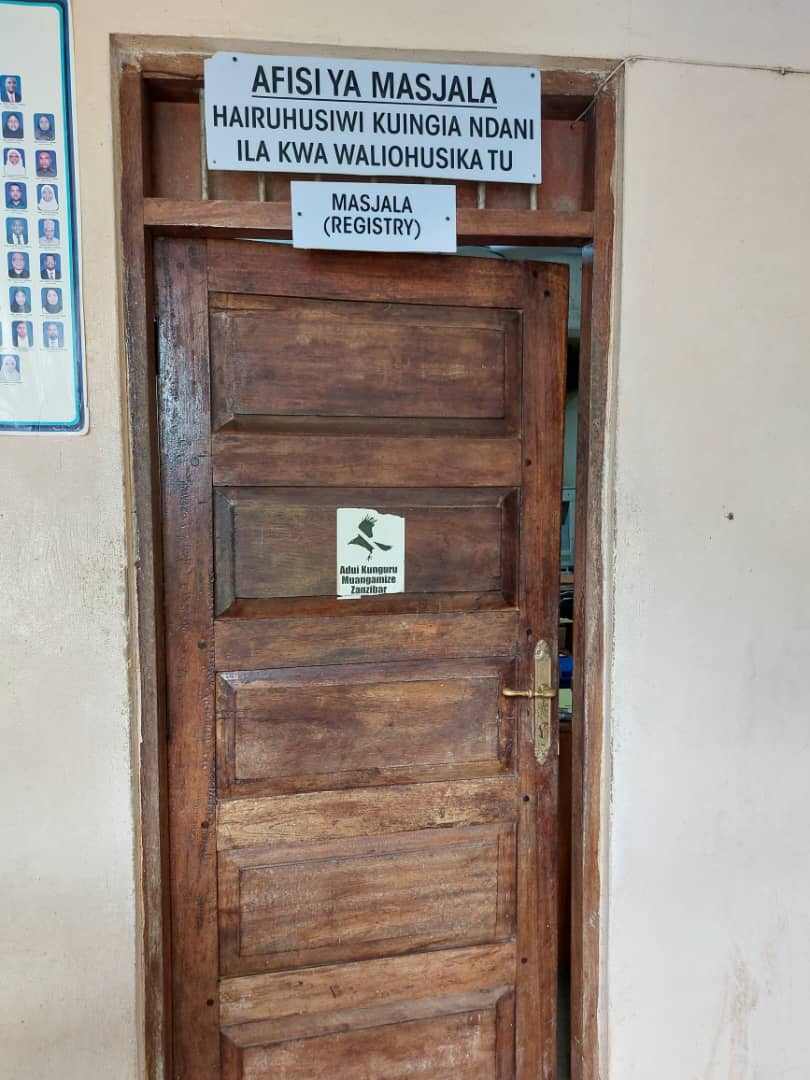 AFISI YA MASJALA
HAIRUHUSIWI KUINGIA NDANI
ILA KWA WALIOHUSIKA TU
MASJALA
(REGISTRY)
Adui Kunguru
Muangamize
Zanzibar